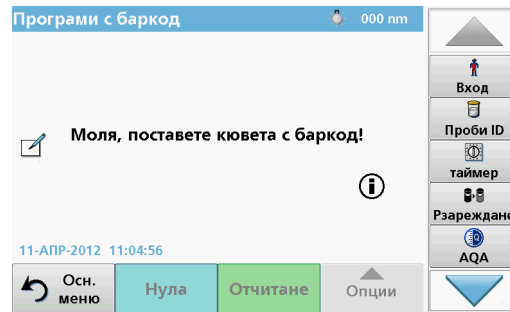 Програми с баркод
000 nm
Моля, поставете кювета с баркод!
11-АПР-2012 11:04:56
Осн.
меню
Нула
Отчитане
Опции
Вход
Проби ID
таймер
Рзареждане
AQA